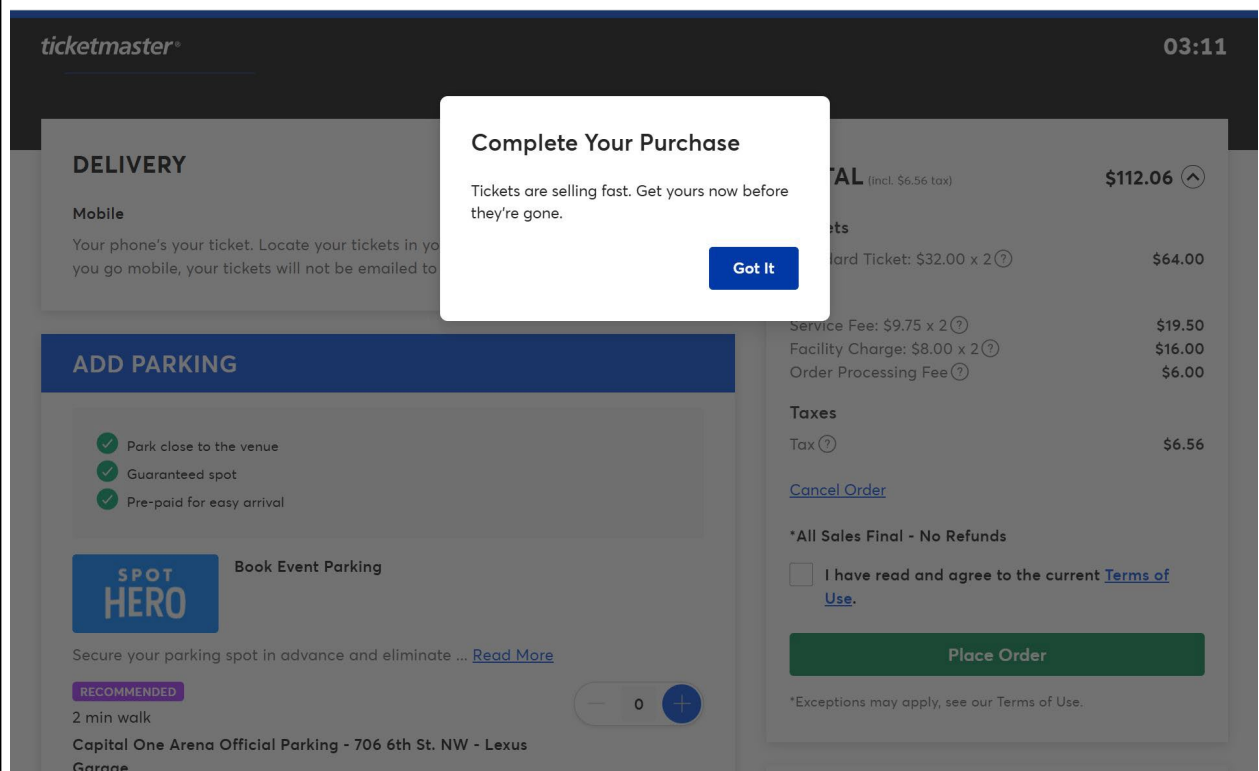 ticketmaster®
03:11
Complete Your Purchase
Tickets are selling fast. Get yours now before
they're gone.
Got It
DELIVERY
Mobile
Your phone's your ticket. Locate your tickets in
you go mobile, your tickets will not be emailed to
ADD PARKING
Park close to the venue
Guaranteed spot
Pre-paid for easy arrival
SPOT
HERO
Book Event Parking
Secure your parking spot in advance and eliminate ... Read More
RECOMMENDED
2 min walk
0
Capital One Arena Official Parking - 706 6th St. NW - Lexus
Garage
(incl. $6.56 tax)
$112.06
Ticket: $32.00 x 2
$64.00
Service Fee: $9.75 x 2
$19.50
Facility Charge: $8.00 x 2
$16.00
Order Processing Fee
$6.00
Taxes
Tax
$6.56
Cancel Order
*All Sales Final - No Refunds
I have read and agree to the current Terms of
Use.
Place Order
*Exceptions may apply, see our Terms of Use.